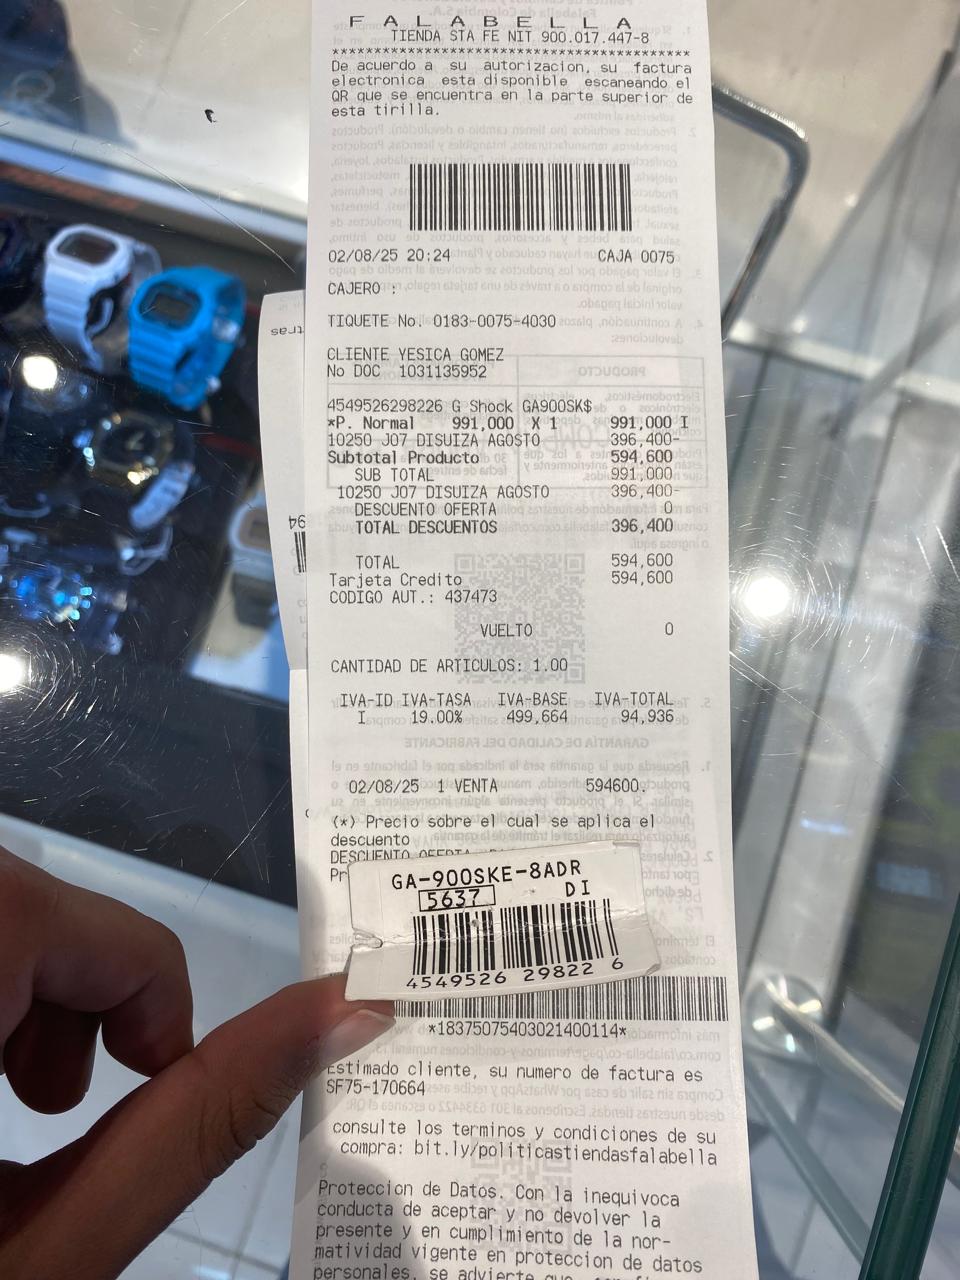 F A L A B E L L A
TIENDA STA FE NIT 900.017.447-8
*****************************************
De acuerdo a su autorizacion, su factura
electronica esta disponible escaneando el
QR que se encuentra en la parte superior de
esta tirilla.
02/08/25 20:24 CAJA 0075
CAJERO :
TIQUETE No. 0183-0075-4030
CLIENTE YESICA GOMEZ
No DOC 1031135952
4549526298226 G Shock GA900SK$
*P. Normal 991,000 X 1 991,000 I
10250 J07 DISUIZA AGOSTO 396,400-
Subtotal Producto 594,600
SUB TOTAL 991,000
10250 J07 DISUIZA AGOSTO 396,400-
DESCUENTO OFERTA 0
TOTAL DESCUENTOS 396,400
TOTAL 594,600
Tarjeta Credito 594,600
CODIGO AUT.: 437473
VUELTO 0
CANTIDAD DE ARTICULOS: 1.00
IVA-ID IVA-TASA IVA-BASE IVA-TOTAL
I 19.00% 499,664 94,936
02/08/25 1 VENTA 594600.
(*) Precio sobre el cual se aplica el
descuento
DESCUENTO OFERTA
Pr
GA-900SKE-8ADR
5637 DI
4549526 29822 6
*18375075403021400114*
Estimado cliente, su numero de factura es
SF75-170664
consulte los terminos y condiciones de su
compra: bit.ly/politicastiendasfalabella
Proteccion de Datos. Con la inequivoca
conducta de aceptar y no devolver la
presente y en cumplimiento de la nor-
matividad vigente en proteccion de datos
personales, se advierte que